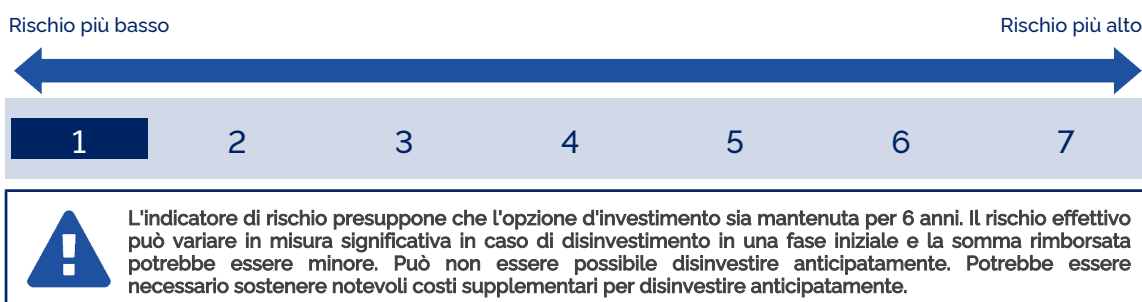 Rischio più basso Rischio più alto
1 2 3 4 5 6 7
L'indicatore di rischio presuppone che l'opzione d'investimento sia mantenuta per 6 anni. Il rischio effettivo
può variare in misura significativa in caso di disinvestimento in una fase iniziale e la somma rimborsata
potrebbe essere minore. Può non essere possibile disinvestire anticipatamente. Potrebbe essere
necessario sostenere notevoli costi supplementari per disinvestire anticipatamente.